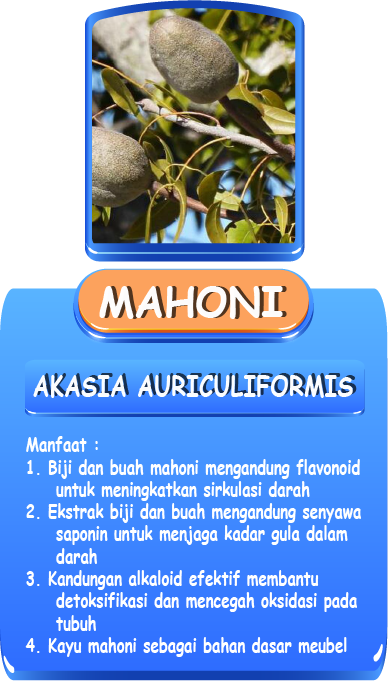 MAHONI
AKASIA AURICULIFORMIS
Manfaat :
1. Biji dan buah mahoni mengandung flavonoid
untuk meningkatkan sirkulasi darah
2. Ekstrak biji dan buah mengandung senyawa
saponin untuk menjaga kadar gula dalam
darah
3. Kandungan alkaloid efektif membantu
detoksifikasi dan mencegah oksidasi pada
tubuh
4. Kayu mahoni sebagai bahan dasar meubel